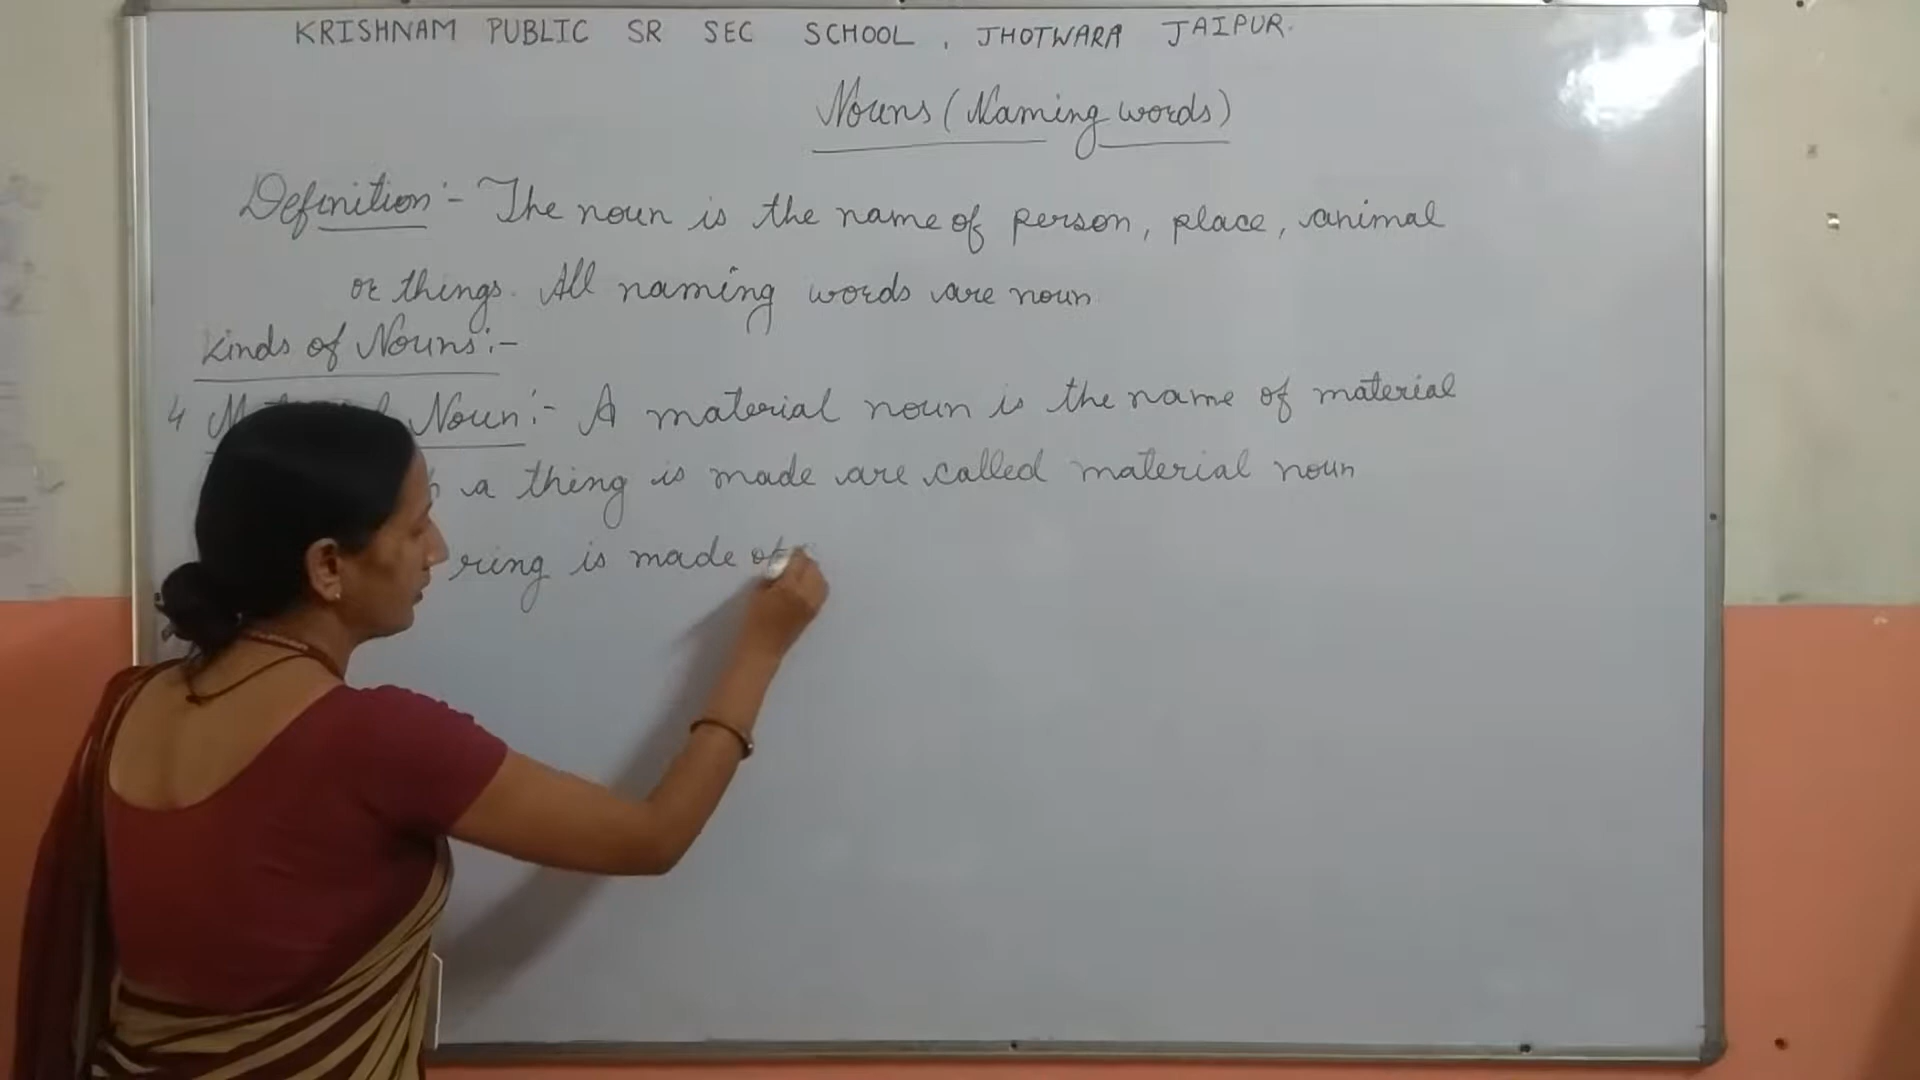 KRISHNAM PUBLIC SR SEC SCHOOL, JHOTWARA JAIPUR.
Nouns (Naming words)
Definition :- The noun is the name of person, place, animal
or things. All naming words are noun
Kinds of Nouns :-
4 Noun :- A material noun is the name of material
a thing is made are called material noun
ring is made of